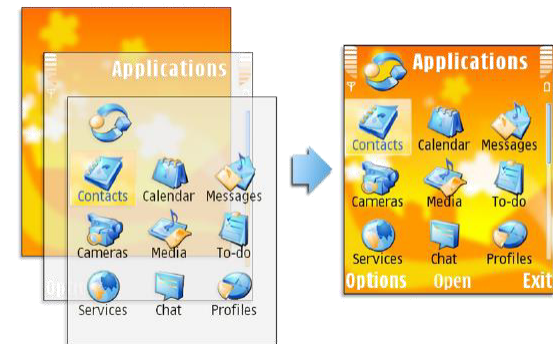 Applications
Contacts Calendar Messages
Cameras Media To-do
Services Chat Profiles
Applications
Contacts Calendar Messages
Cameras Media To-do
Services Chat Profiles
Options Open Exit